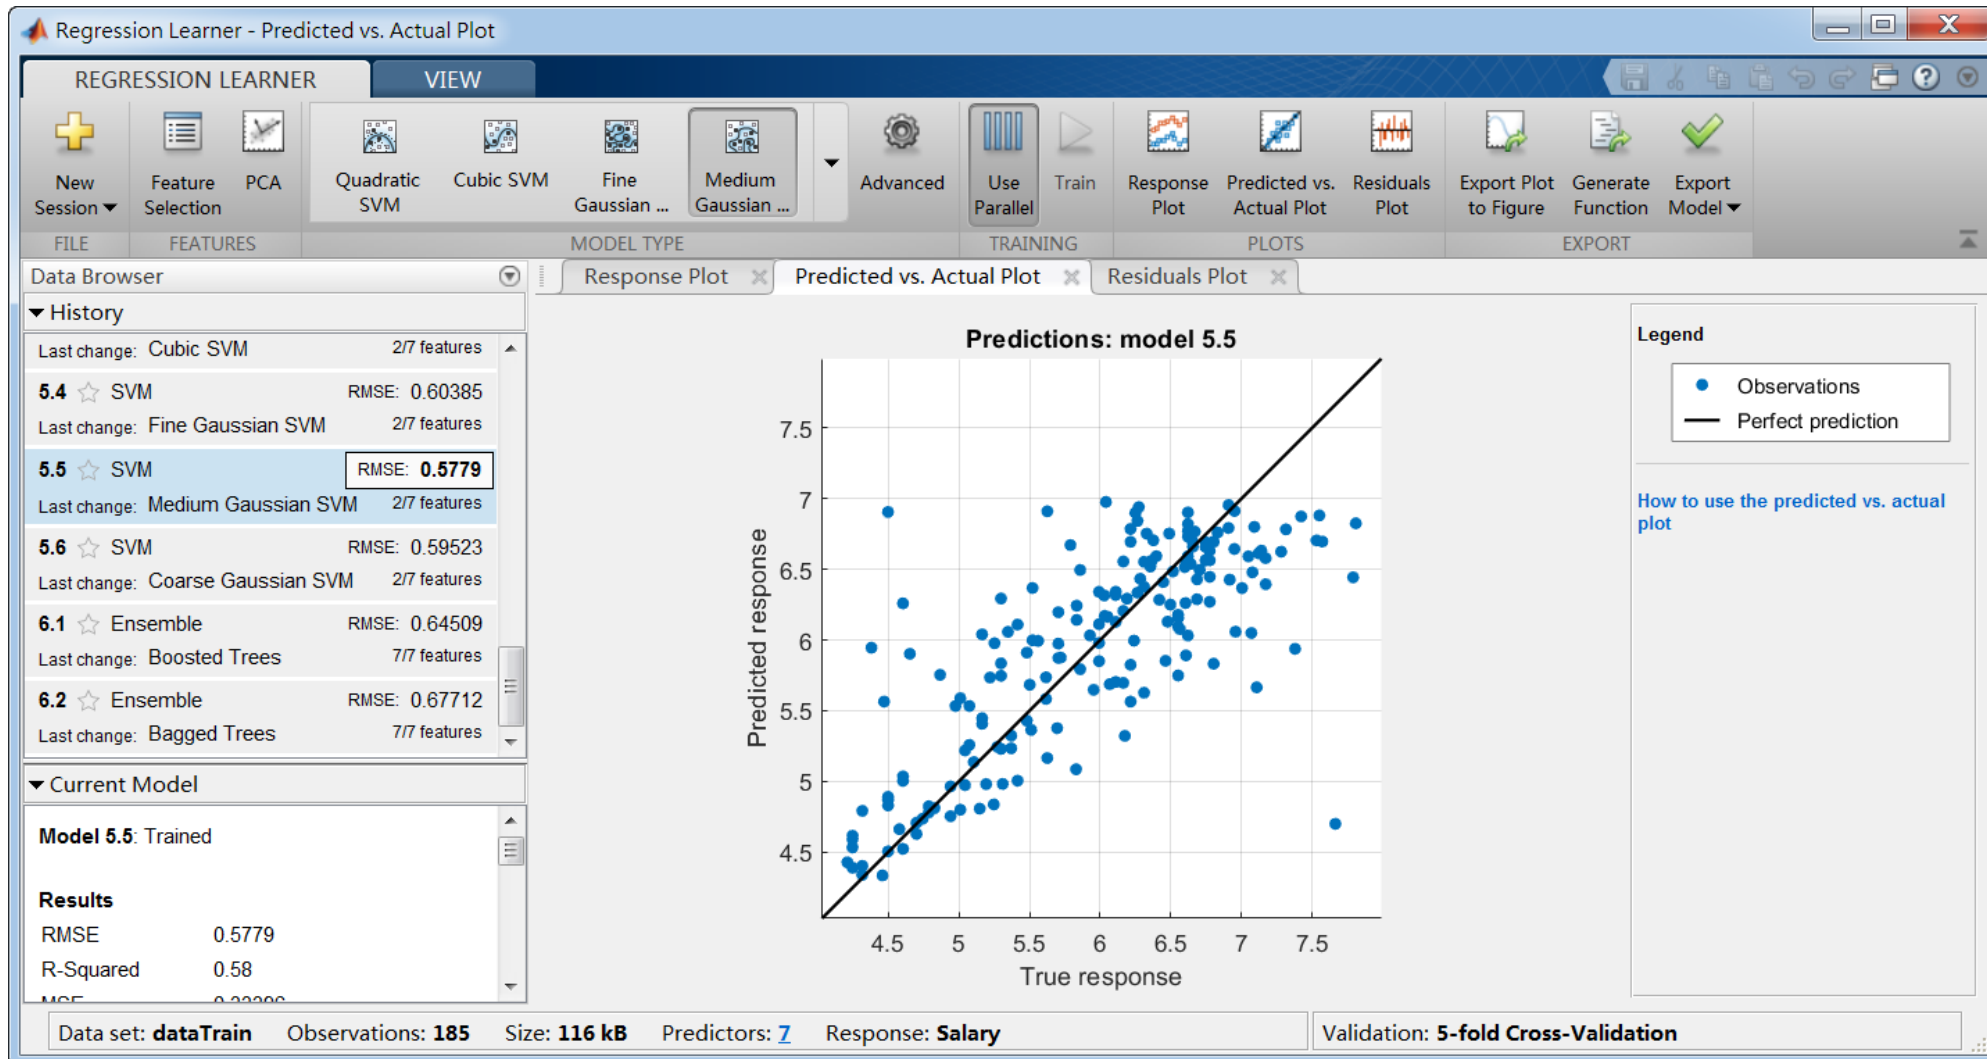 Regression Learner - Predicted vs. Actual Plot
REGRESSION LEARNER
VIEW
New Session
Feature Selection
PCA
Quadratic SVM
Cubic SVM
Fine Gaussian ...
Medium Gaussian ...
Advanced
Use Parallel
Train
Response Plot
Predicted vs. Actual Plot
Residuals Plot
Export Plot to Figure
Generate Function
Export Model
FILE
FEATURES
MODEL TYPE
TRAINING
PLOTS
EXPORT
Data Browser
Response Plot
Predicted vs. Actual Plot
Residuals Plot
History
Last change: Cubic SVM 2/7 features
5.4 SVM RMSE: 0.60385
Last change: Fine Gaussian SVM 2/7 features
5.5 SVM RMSE: 0.5779
Last change: Medium Gaussian SVM 2/7 features
5.6 SVM RMSE: 0.59523
Last change: Coarse Gaussian SVM 2/7 features
6.1 Ensemble RMSE: 0.64509
Last change: Boosted Trees 7/7 features
6.2 Ensemble RMSE: 0.67712
Last change: Bagged Trees 7/7 features
Current Model
Model 5.5: Trained
Results
RMSE 0.5779
R-Squared 0.58
Predictions: model 5.5
Predicted response
7.5
7
6.5
6
5.5
5
4.5
4.5 5 5.5 6 6.5 7 7.5
True response
Legend
Observations
Perfect prediction
How to use the predicted vs. actual
plot
Data set: dataTrain Observations: 185 Size: 116 kB Predictors: 7 Response: Salary
Validation: 5-fold Cross-Validation